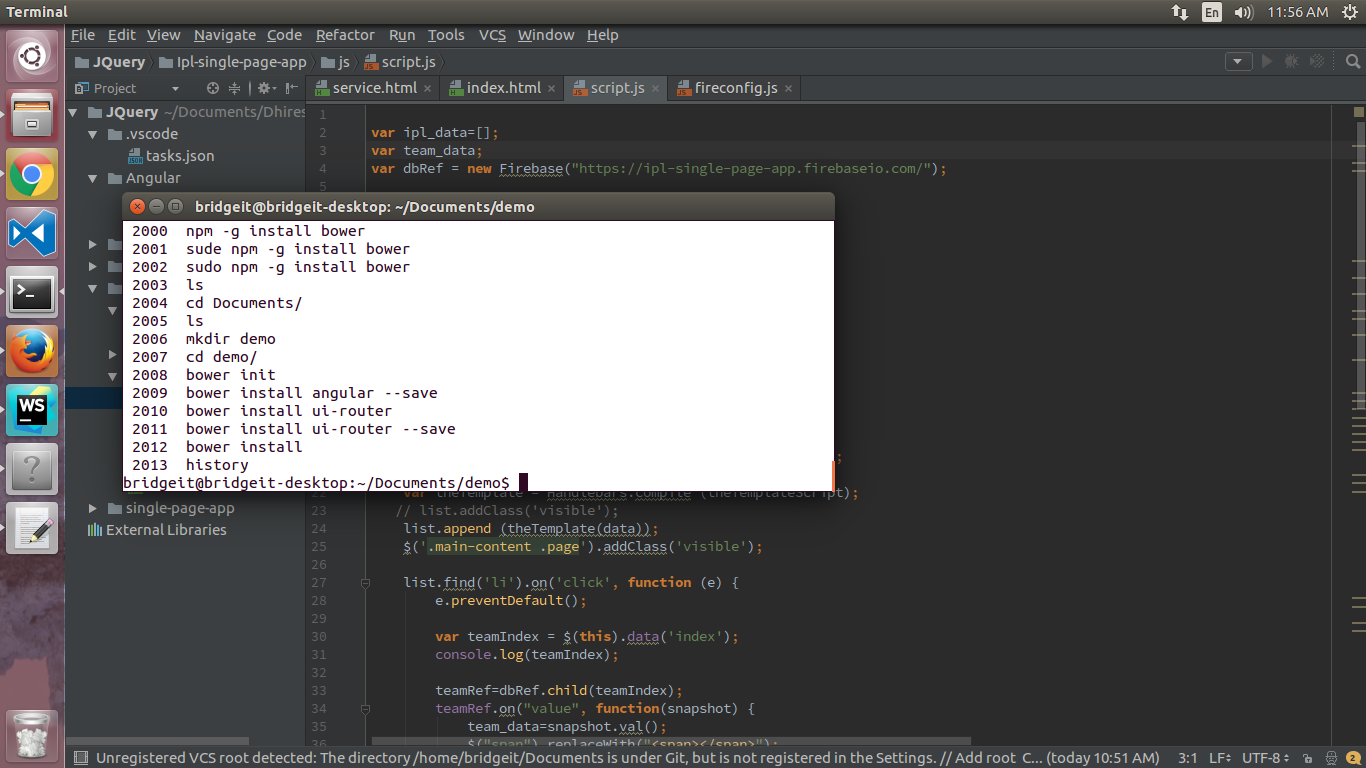 Terminal
En
11:56 AM
File Edit View Navigate Code Refactor Run Tools VCS Window Help
JQuery Ipl-single-page-app js script.js
Project
service.html index.html script.js fireconfig.js
JQuery ~/Documents/Dhires
.vscode
tasks.json
Angular
single-page-app
External Libraries
1
2 var ipl_data=[];
3 var team_data;
4 var dbRef = new Firebase("https://ipl-single-page-app.firebaseio.com/");
5
bridgeit@bridgeit-desktop: ~/Documents/demo
2000 npm -g install bower
2001 sude npm -g install bower
2002 sudo npm -g install bower
2003 ls
2004 cd Documents/
2005 ls
2006 mkdir demo
2007 cd demo/
2008 bower init
2009 bower install angular --save
2010 bower install ui-router
2011 bower install ui-router --save
2012 bower install
2013 history
bridgeit@bridgeit-desktop:~/Documents/demo$
;
22 var theTemplate = Handlebars.compile (theTemplateScript);
23 // list.addClass('visible');
24 list.append (theTemplate(data));
25 $('.main-content .page').addClass('visible');
26
27 list.find('li').on('click', function (e) {
28 e.preventDefault();
29
30 var teamIndex = $(this).data('index');
31 console.log(teamIndex);
32
33 teamRef=dbRef.child(teamIndex);
34 teamRef.on("value", function(snapshot) {
35 team_data=snapshot.val();
36 $("span").replaceWith("<span></span>");
WS
Unregistered VCS root detected: The directory /home/bridgeit/Documents is under Git, but is not registered in the Settings. // Add root C... (today 10:51 AM) 3:1 LF UTF-8 2